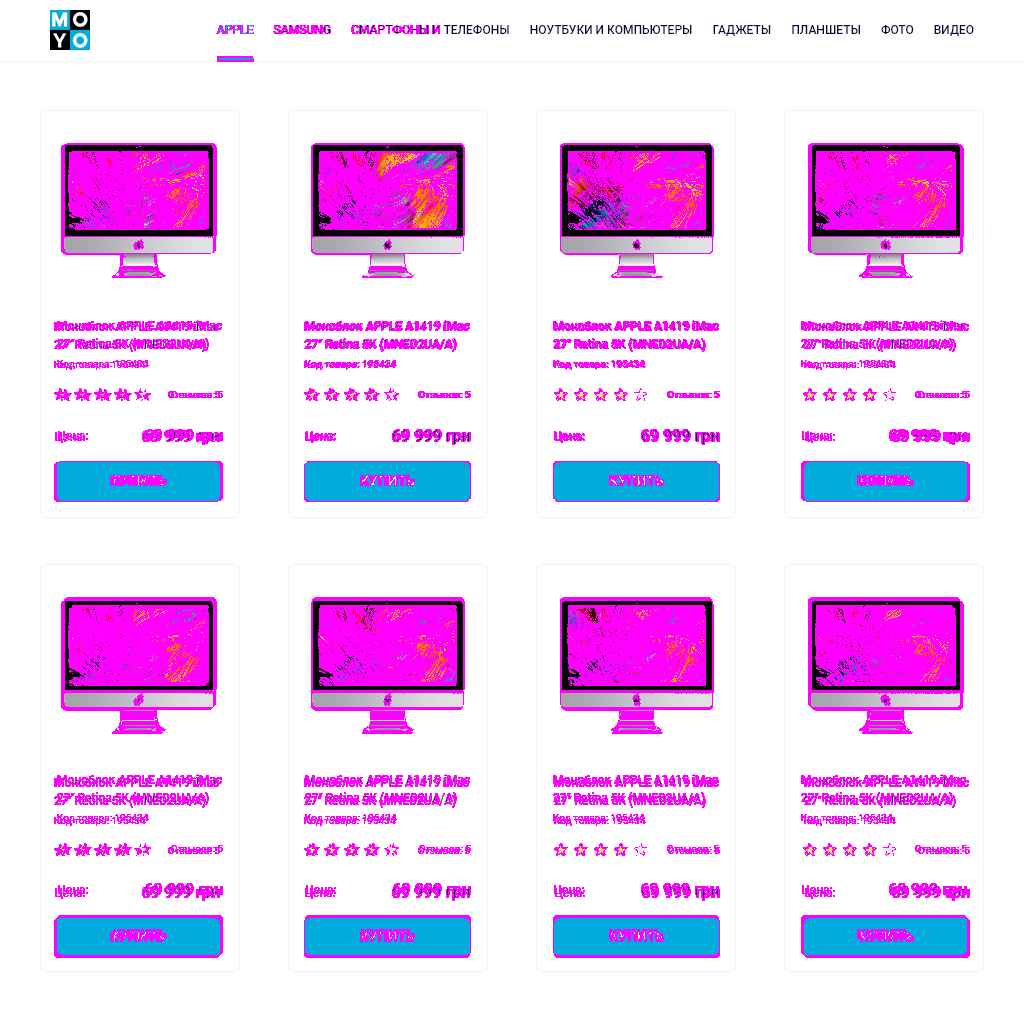 MO
YO
APPLE SAMSUNG СМАРТФОНЫ И ТЕЛЕФОНЫ НОУТБУКИ И КОМПЬЮТЕРЫ ГАДЖЕТЫ ПЛАНШЕТЫ ФОТО ВИДЕО
Моноблок APPLE A1419 iMac Моноблок APPLE A1419 iMac Моноблок APPLE A1419 iMac Моноблок APPLE A1419 iMac
27" Retina 5K (MNED2UA/A) 27" Retina 5K (MNED2UA/A) 27" Retina 5K (MNED2UA/A) 27" Retina 5K (MNED2UA/A)
Код товара: 195434 Код товара: 195434 Код товара: 195434 Код товара: 195434
Отзывов: 5 Отзывов: 5 Отзывов: 5 Отзывов: 5
Цена: 69 999 грн Цена: 69 999 грн Цена: 69 999 грн Цена: 69 999 грн
КУПИТЬ КУПИТЬ КУПИТЬ КУПИТЬ
Моноблок APPLE A1419 iMac Моноблок APPLE A1419 iMac Моноблок APPLE A1419 iMac Моноблок APPLE A1419 iMac
27" Retina 5K (MNED2UA/A) 27" Retina 5K (MNED2UA/A) 27" Retina 5K (MNED2UA/A) 27" Retina 5K (MNED2UA/A)
Код товара: 195434 Код товара: 195434 Код товара: 195434 Код товара: 195434
Отзывов: 5 Отзывов: 5 Отзывов: 5 Отзывов: 5
Цена: 69 999 грн Цена: 69 999 грн Цена: 69 999 грн Цена: 69 999 грн
КУПИТЬ КУПИТЬ КУПИТЬ КУПИТЬ